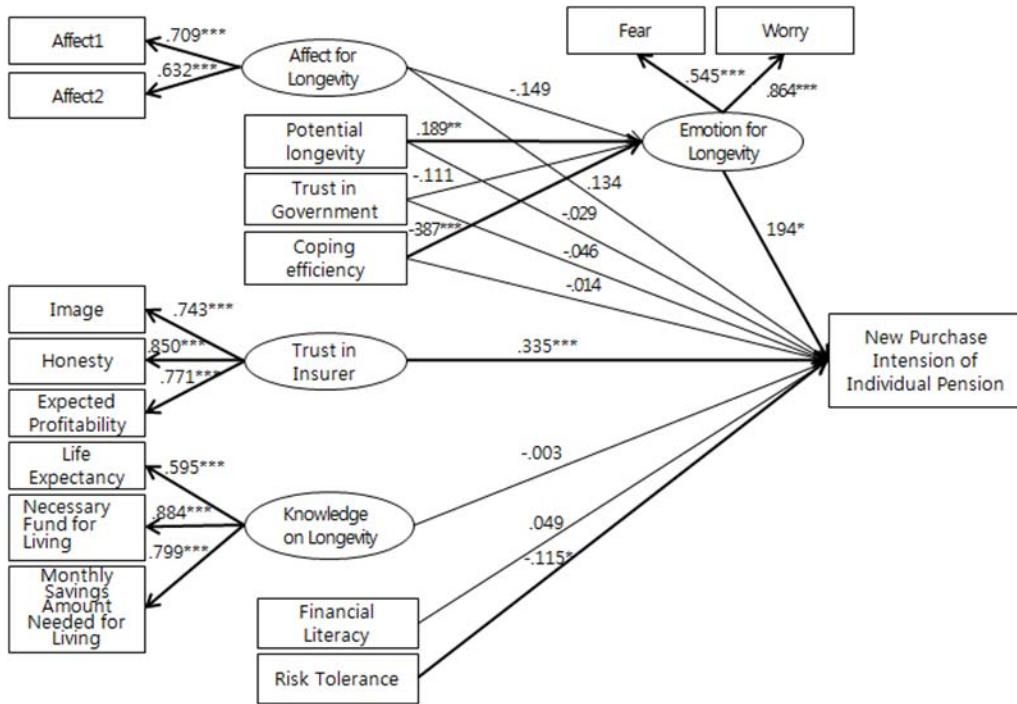 Affect1
.709***
Affect2
.632***
Affect for
Longevity
Fear
Worry
.545***
.864***
Emotion for
Longevity
-.149
Potential
longevity
.189**
Trust in
Government
-.111
Coping
efficiency
-387***
.134
-.029
-.046
-.014
194*
Image
.743***
Honesty
.850***
Expected
Profitability
.771***
Trust in
Insurer
.335***
New Purchase
Intension of
Individual Pension
Life
Expectancy
.595***
Necessary
Fund for
Living
.884***
Monthly
Savings
Amount
Needed for
Living
.799***
Knowledge
on Longevity
-.003
.049
-.115*
Financial
Literacy
Risk Tolerance